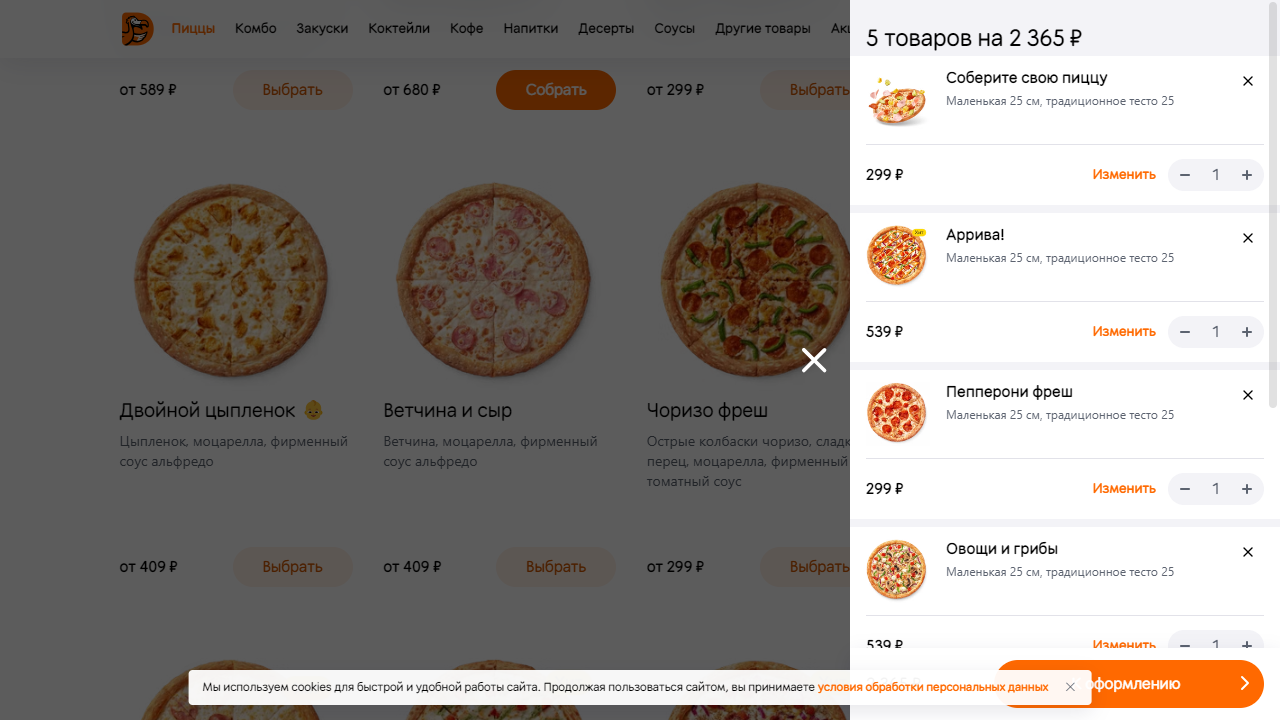 Пиццы Комбо Закуски Коктейли Кофе Напитки Десерты Соусы Другие товары
от 589 ₽ Выбрать от 680 ₽ Собрать от 299 ₽ Выбрать
Двойной цыпленок 👶 Ветчина и сыр Чоризо фреш
Цыпленок, моцарелла, фирменный
соус альфредо
Ветчина, моцарелла, фирменный
соус альфредо
Острые колбаски чоризо,
перец, моцарелла, фирменный
томатный соус
от 409 ₽ Выбрать от 409 ₽ Выбрать от 299 ₽ Выбрать
5 товаров на 2 365 ₽
Соберите свою пиццу
Маленькая 25 см, традиционное тесто 25
299 ₽ Изменить 1
Аррива!
Маленькая 25 см, традиционное тесто 25
539 ₽ Изменить 1
Пепперони фреш
Маленькая 25 см, традиционное тесто 25
299 ₽ Изменить 1
Овощи и грибы
Маленькая 25 см, традиционное тесто 25
539 ₽ Изменить 1
оформлению
Мы используем cookies для быстрой и удобной работы сайта. Продолжая пользоваться сайтом, вы принимаете условия обработки персональных данных